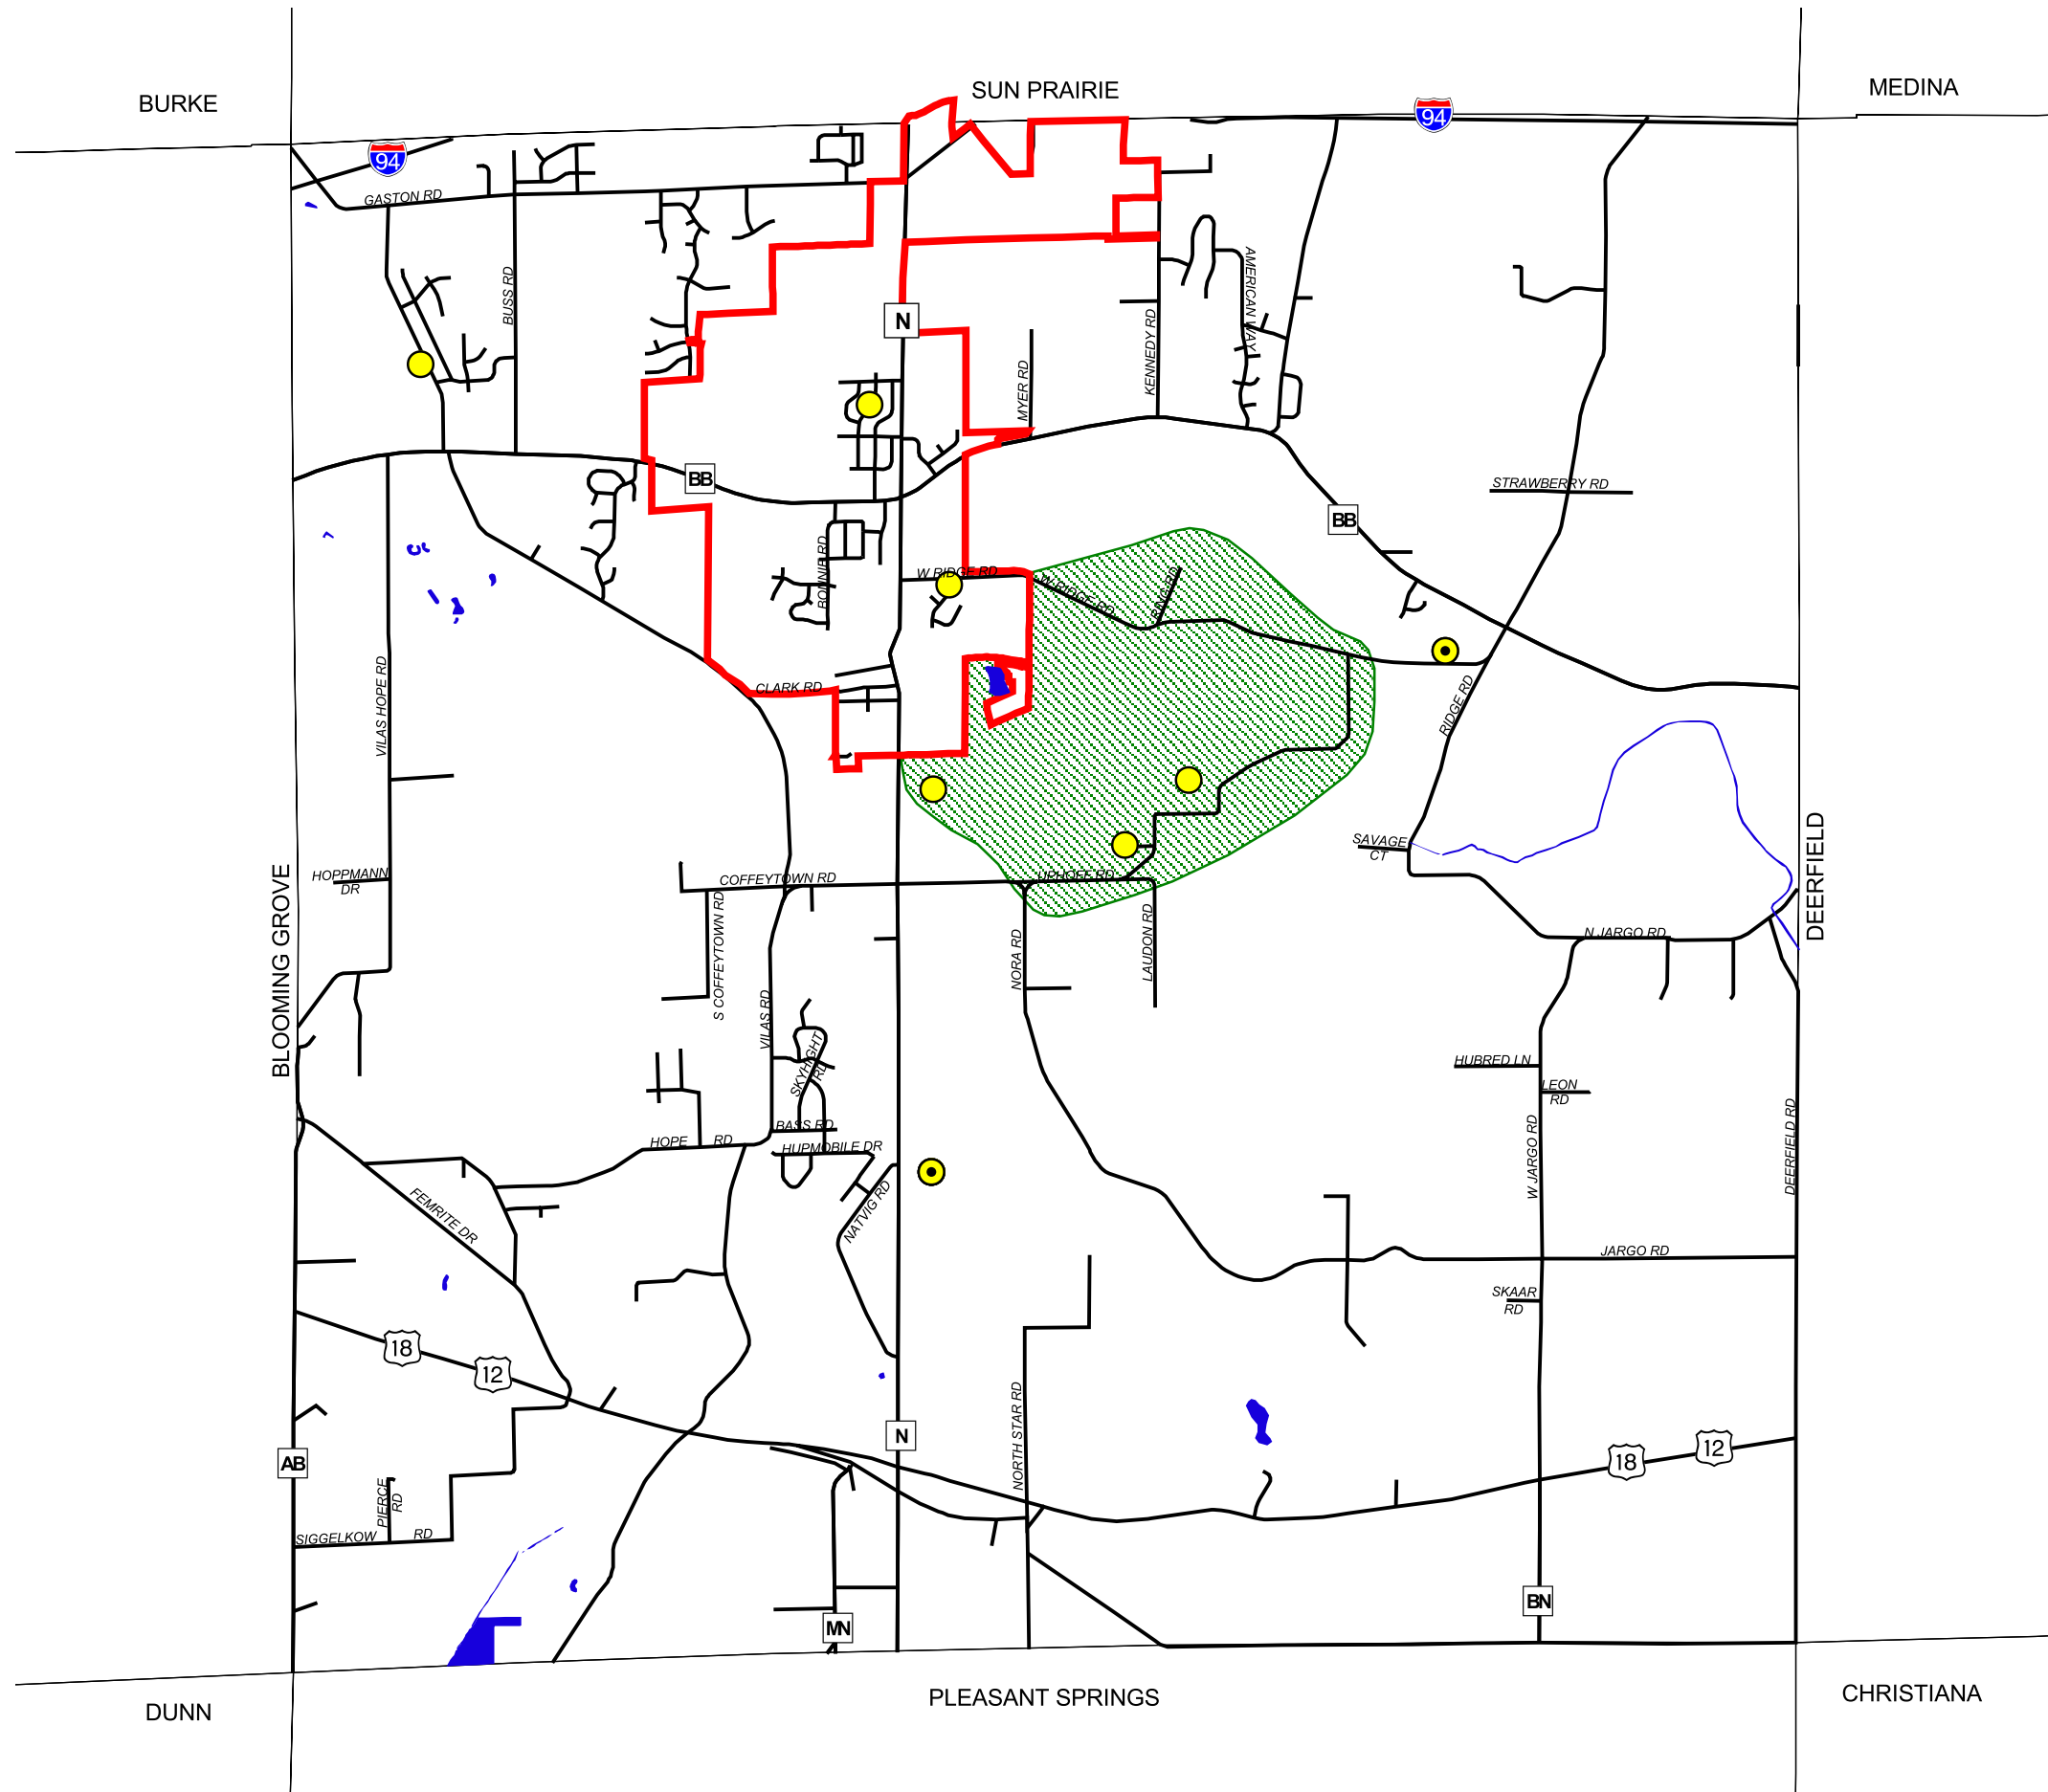 SUN PRAIRIE
BURKE
MEDINA
94
94
GASTON RD
BUSS RD
AMERICAN WAY
N
KENNEDY RD
MYER RD
BB
STRAWBERRY RD
BB
BONNIE RD
W RIDGE RD
W RIDGE RD
RING RD
VILAS HOPE RD
CLARK RD
RIDGE RD
SAVAGE
CT
HOPPMANN
DR
COFFEYTOWN RD
UPHOFF RD
BLOOMING GROVE
DEERFIELD
S COFFEYTOWN RD
NORA RD
LAUDON RD
N JARGO RD
VILAS RD
SKYHIGHT
RD
HUBRED LN
LEON
RD
BASS RD
HOPE RD
HUPMOBILE DR
W JARGO RD
DEERFIELD RD
FEMRITE DR
NATVIG RD
JARGO RD
SKAAR
RD
18
12
NORTH STAR RD
N
12
18
AB
PIERCE
RD
SIGGELKOW RD
MN
BN
PLEASANT SPRINGS
CHRISTIANA
DUNN